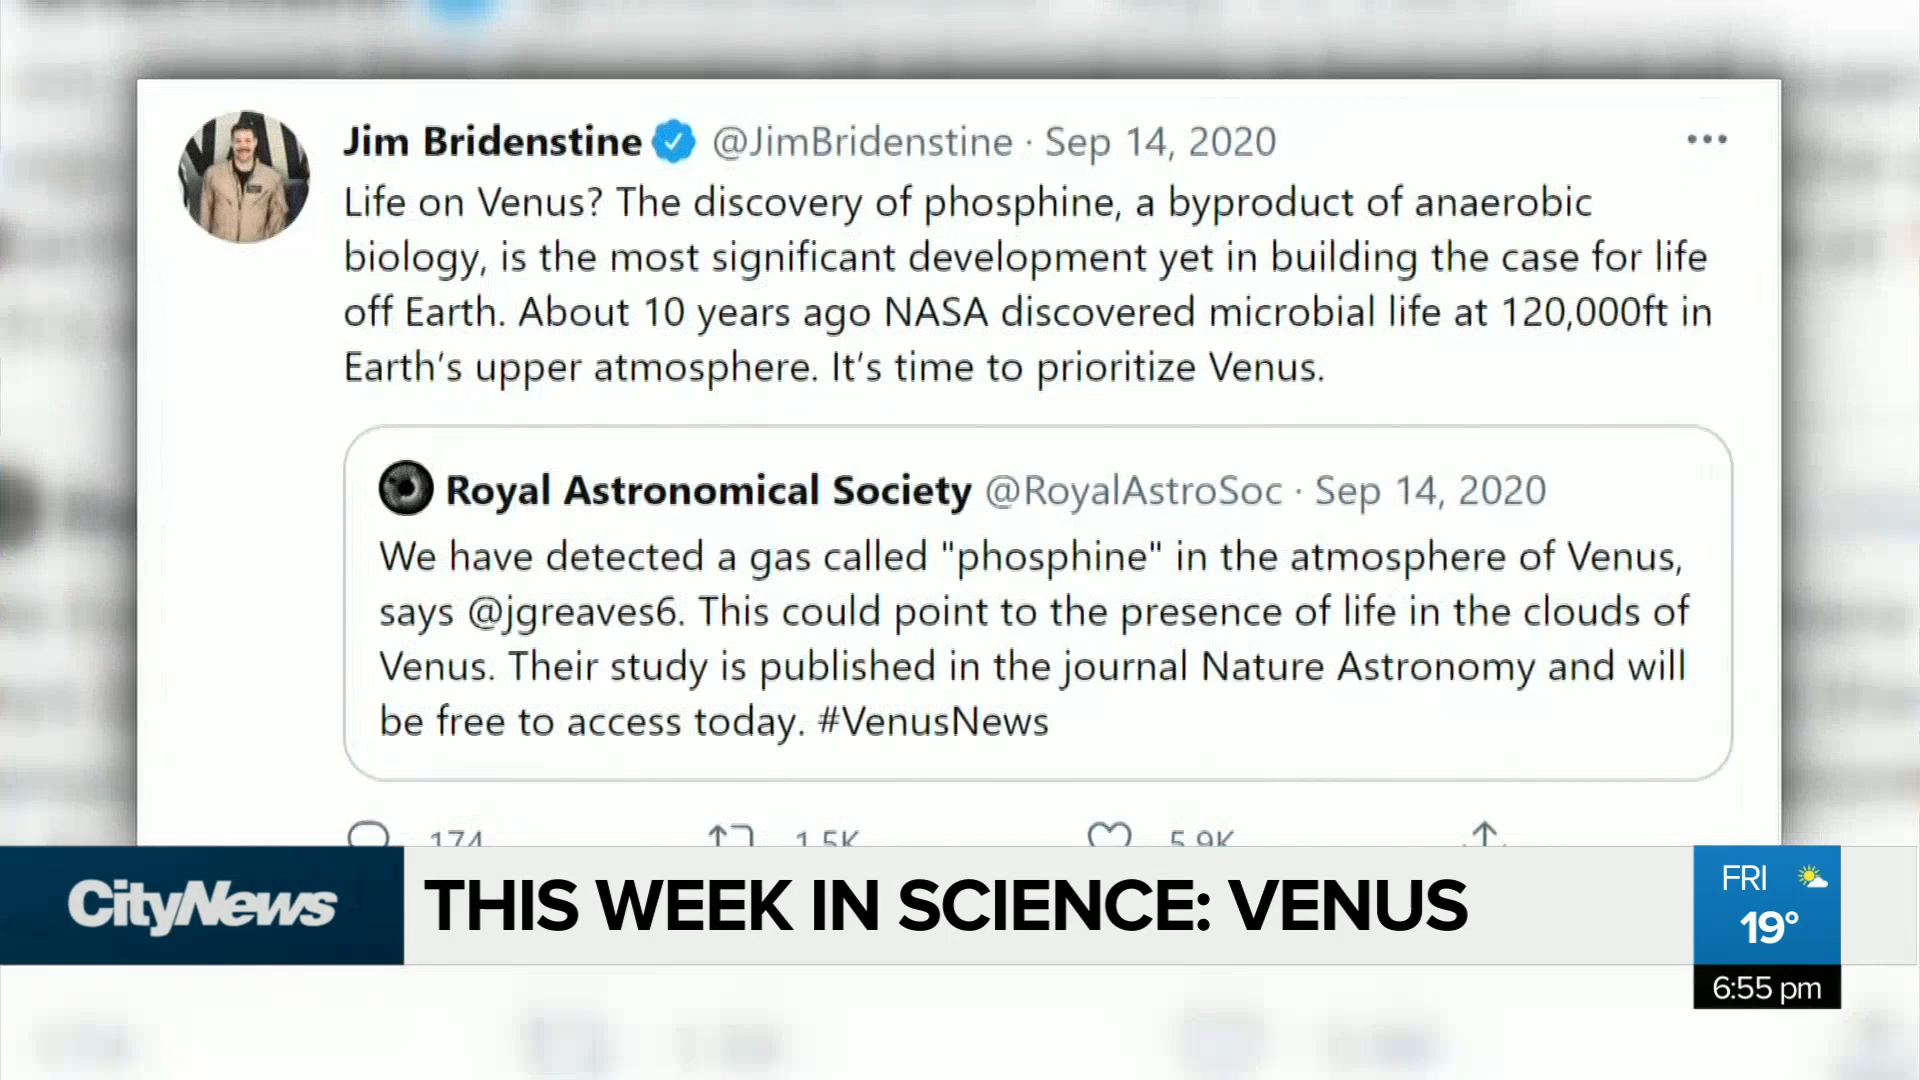 Jim Bridenstine @JimBridenstine · Sep 14, 2020
Life on Venus? The discovery of phosphine, a byproduct of anaerobic
biology, is the most significant development yet in building the case for life
off Earth. About 10 years ago NASA discovered microbial life at 120,000ft in
Earth's upper atmosphere. It's time to prioritize Venus.
Royal Astronomical Society @RoyalAstroSoc · Sep 14, 2020
We have detected a gas called "phosphine" in the atmosphere of Venus,
says @jgreaves6. This could point to the presence of life in the clouds of
Venus. Their study is published in the journal Nature Astronomy and will
be free to access today. #VenusNews
174 1.5K 5.9K
CityNews
THIS WEEK IN SCIENCE: VENUS
FRI
19°
6:55 pm